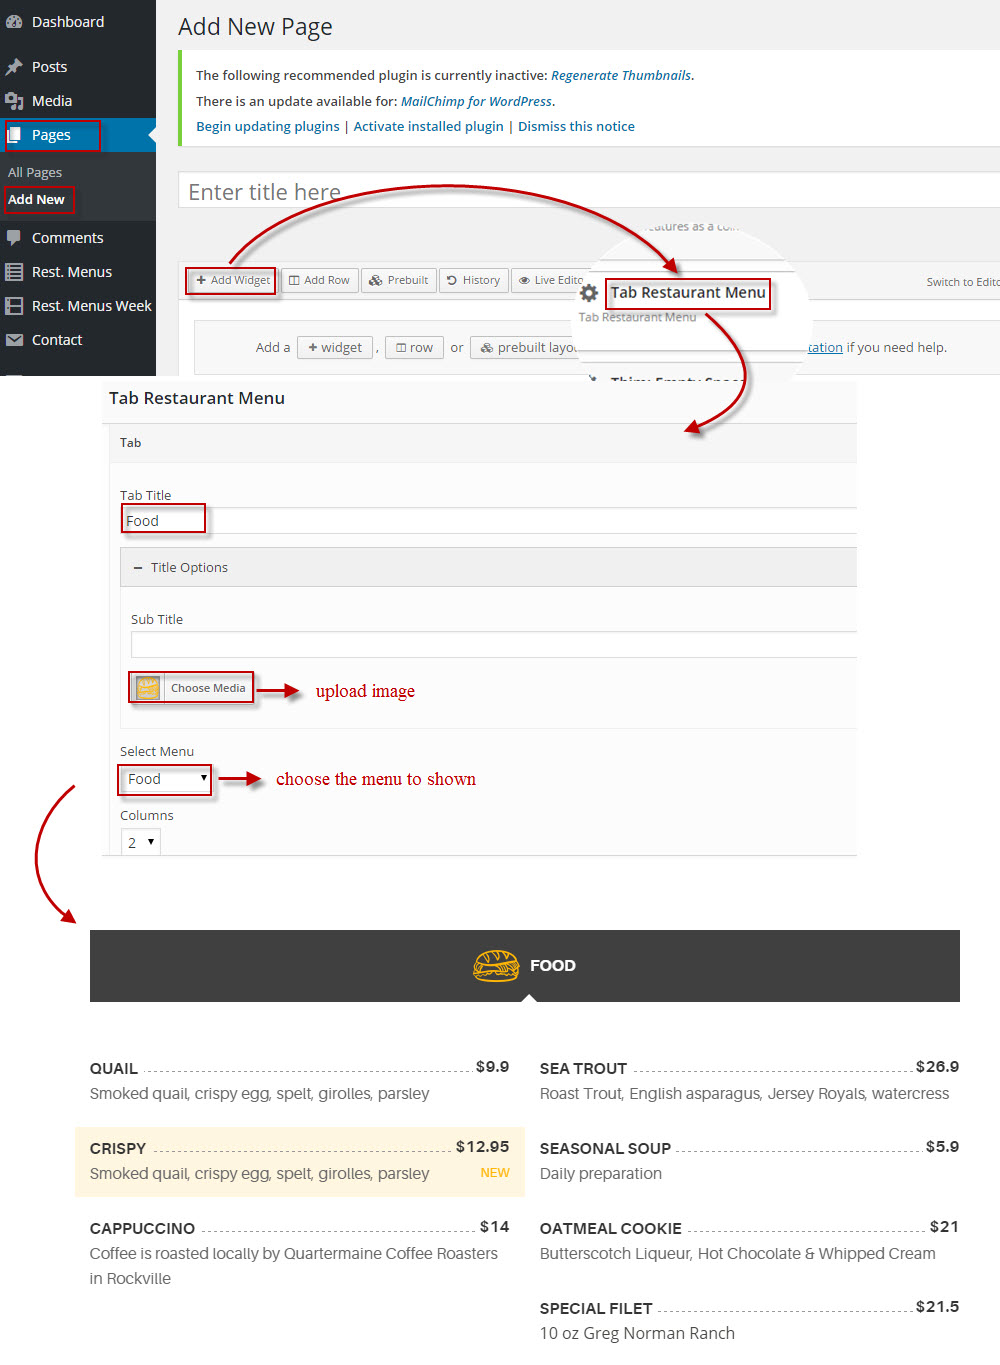 Dashboard
Posts
Media
Pages
All Pages
Add New
Comments
Rest. Menus
Rest. Menus Week
Contact
Add New Page
The following recommended plugin is currently inactive: Regenerate Thumbnails.
There is an update available for: MailChimp for WordPress.
Begin updating plugins | Activate installed plugin | Dismiss this notice
Enter title here
+ Add Widget
Add Row
Prebuilt
History
Live Edito
Switch to Edito
eatures as a
Tab Restaurant Menu
Tab Restaurant Menu
Add a + widget , row or prebuilt layou
tation if you need help.
Thim: Empty Space
Tab Restaurant Menu
Tab
Tab Title
Food
− Title Options
Sub Title
Choose Media
upload image
Select Menu
Food
choose the menu to shown
Columns
2
FOOD
QUAIL $9.9
Smoked quail, crispy egg, spelt, girolles, parsley
CRISPY $12.95
Smoked quail, crispy egg, spelt, girolles, parsley NEW
CAPPUCCINO $14
Coffee is roasted locally by Quartermaine Coffee Roasters
in Rockville
SEA TROUT $26.9
Roast Trout, English asparagus, Jersey Royals, watercress
SEASONAL SOUP $5.9
Daily preparation
OATMEAL COOKIE $21
Butterscotch Liqueur, Hot Chocolate & Whipped Cream
SPECIAL FILET $21.5
10 oz Greg Norman Ranch